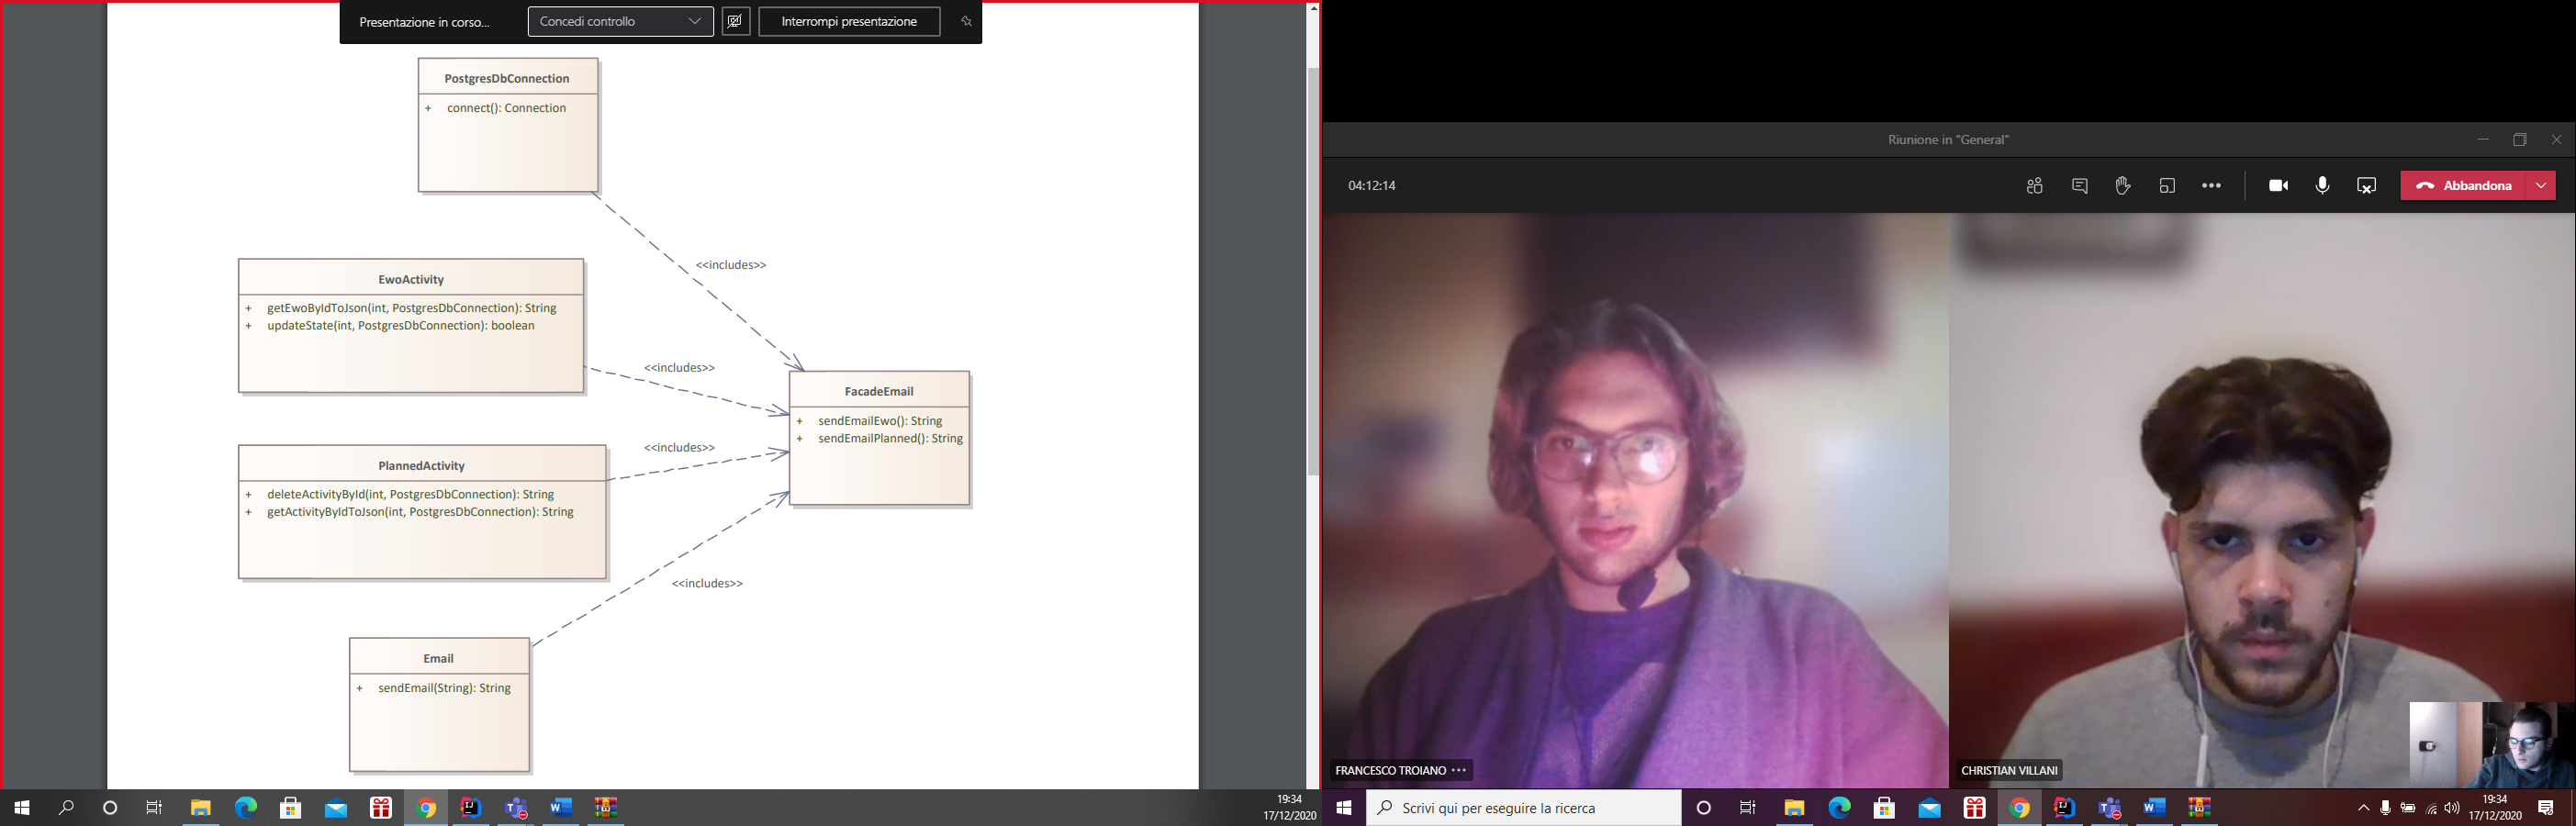 Presentazione in corso...
Concedi controllo
Interrompi presentazione
PostgresDbConnection
+ connect(): Connection
<<includes>>
EwoActivity
+ getEwoByIdToJson(int, PostgresDbConnection): String
+ updateState(int, PostgresDbConnection): boolean
<<includes>>
FacadeEmail
+ sendEmailEwo(): String
+ sendEmailPlanned(): String
<<includes>>
PlannedActivity
+ deleteActivityById(int, PostgresDbConnection): String
+ getActivityByIdToJson(int, PostgresDbConnection): String
<<includes>>
Email
+ sendEmail(String): String
19:34
17/12/2020
Riunione in "General"
04:12:14
Abbandona
FRANCESCO TROIANO
CHRISTIAN VILLANI
Scrivi qui per eseguire la ricerca
19:34
17/12/2020